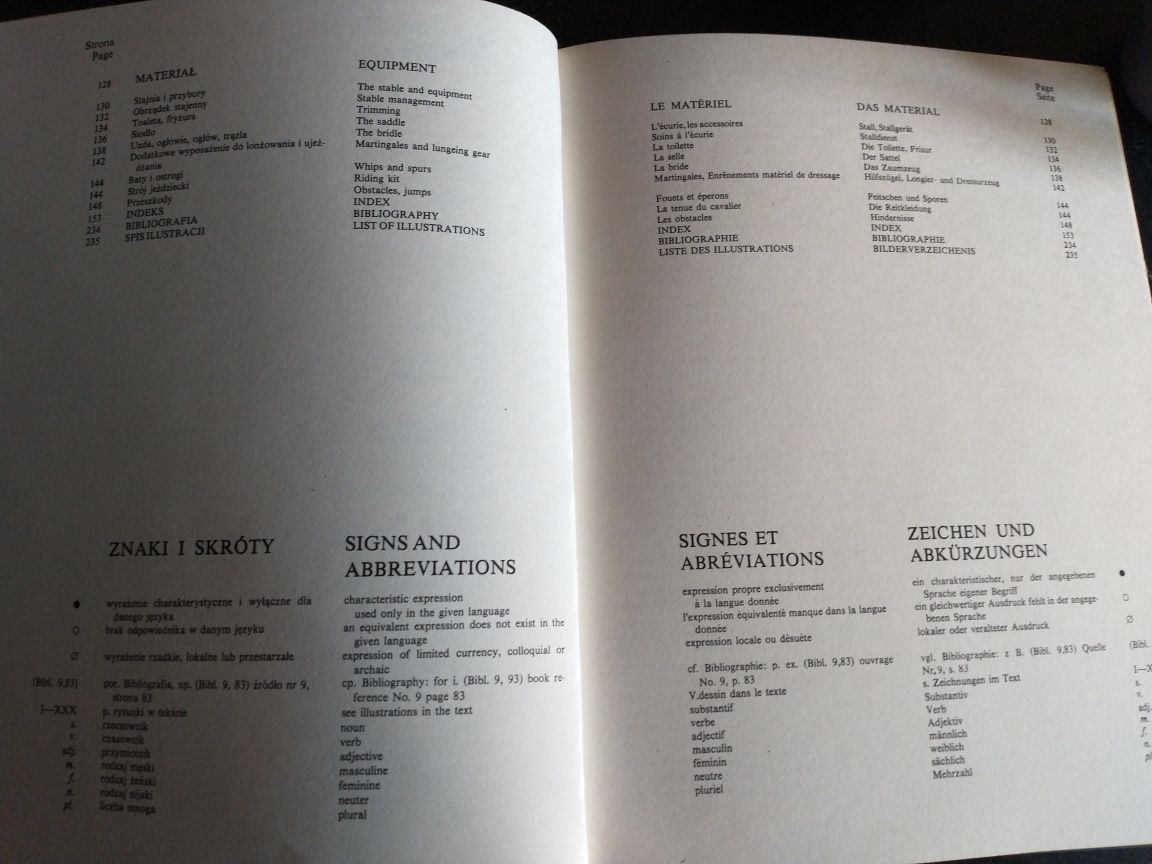 Strona
Page
MATERIAŁ
128
130 Stajnia i przybory
132 Obrządek stajenny
134 Toaleta, fryzura
136 Siodło
138 Uzda, ogłowie, ogłów, trązla
142 Dodatkowe wyposażenie do lonżowania i ujeż-
dżania
144 Baty i ostrogi
144 Strój jeździecki
148 Przeszkody
153 INDEKS
234 BIBLIOGRAFIA
235 SPIS ILUSTRACJI
EQUIPMENT
The stable and equipment
Stable management
Trimming
The saddle
The bridle
Martingales and lungeing gear
Whips and spurs
Riding kit
Obstacles, jumps
INDEX
BIBLIOGRAPHY
LIST OF ILLUSTRATIONS
ZNAKI I SKRÓTY
● wyrażenie charakterystyczne i wyłączne dla
danego języka
○ brak odpowiednika w danym języku
∅ wyrażenie rzadkie, lokalne lub przestarzałe
(Bibl. 9,83) por. Bibliografia, np. (Bibl. 9, 83) źródło nr 9,
strona 83
I—XXX p. rysunki w tekście
s. rzeczownik
v. czasownik
adj. przymiotnik
m. rodzaj męski
f. rodzaj żeński
n. rodzaj nijaki
pl. liczba mnoga
SIGNS AND
ABBREVIATIONS
characteristic expression
used only in the given language
an equivalent expression does not exist in the
given language
expression of limited currency, colloquial or
archaic
cp. Bibliography: for i. (Bibl. 9, 93) book re-
ference No. 9 page 83
see illustrations in the text
noun
verb
adjective
masculine
feminine
neuter
plural
LE MATÉRIEL
L'écurie, les accessoires
Soins à l'écurie
La toilette
La selle
La bride
Martingales, Enrênements matériel de dressage
Fouets et éperons
La tenue du cavalier
Les obstacles
INDEX
BIBLIOGRAPHIE
LISTE DES ILLUSTRATIONS
Page
Seite
DAS MATERIAL 128
Stall, Stallgerät 130
Stalldienst 132
Die Toilette, Frisur 134
Der Sattel 136
Das Zaumzeug 138
Hilfszügel, Longier- und Dressurzeug 142
Peitschen und Sporen 144
Die Reitkleidung 144
Hindernisse 148
INDEX 153
BIBLIOGRAPHIE 234
BILDERVERZEICHENIS 235
SIGNES ET
ABRÉVIATIONS
expression propre exclusivement
à la langue donnée
l'expression équivalenté manque dans la langue
donnée
expression locale ou désuète
cf. Bibliographie: p. ex. (Bibl. 9,83) ouvrage
No. 9, p. 83
V.dessin dans le texte
substantif
verbe
adjectif
masculin
féminin
neutre
pluriel
ZEICHEN UND
ABKÜRZUNGEN
ein charakteristischer, nur der angegebenen ●
Sprache eigener Begriff
ein gleichwertiger Ausdruck fehlt in der angege- ○
benen Sprache
lokaler oder veralteter Ausdruck ∅
vgl. Bibliographie: z B. (Bibl. 9,83) Quelle (Bibl.
Nr,9, s. 83
s. Zeichnungen im Text I—X
Substantiv s.
Verb v.
Adjektiv adj.
männlich m.
weiblich f.
sächlich n.
Mehrzahl pl